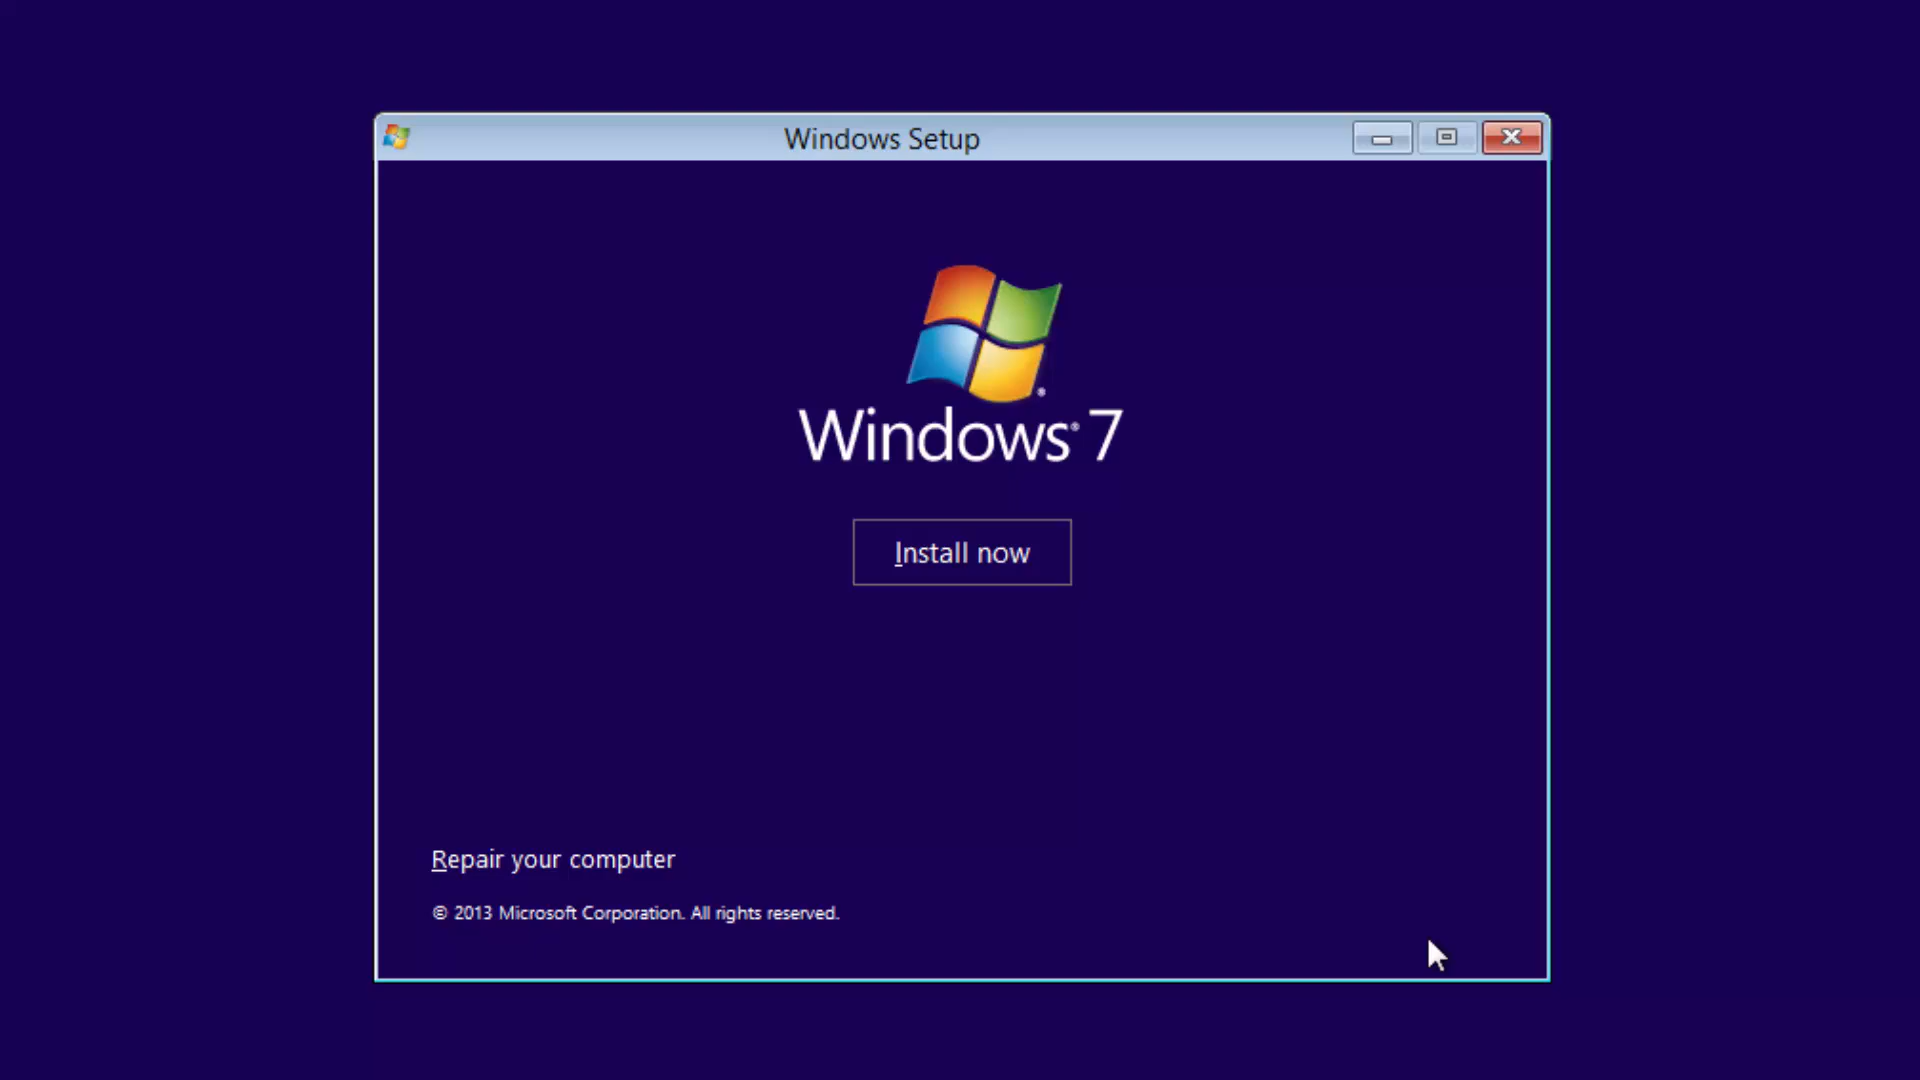 Windows Setup
Windows® 7
Install now
Repair your computer
© 2013 Microsoft Corporation. All rights reserved.